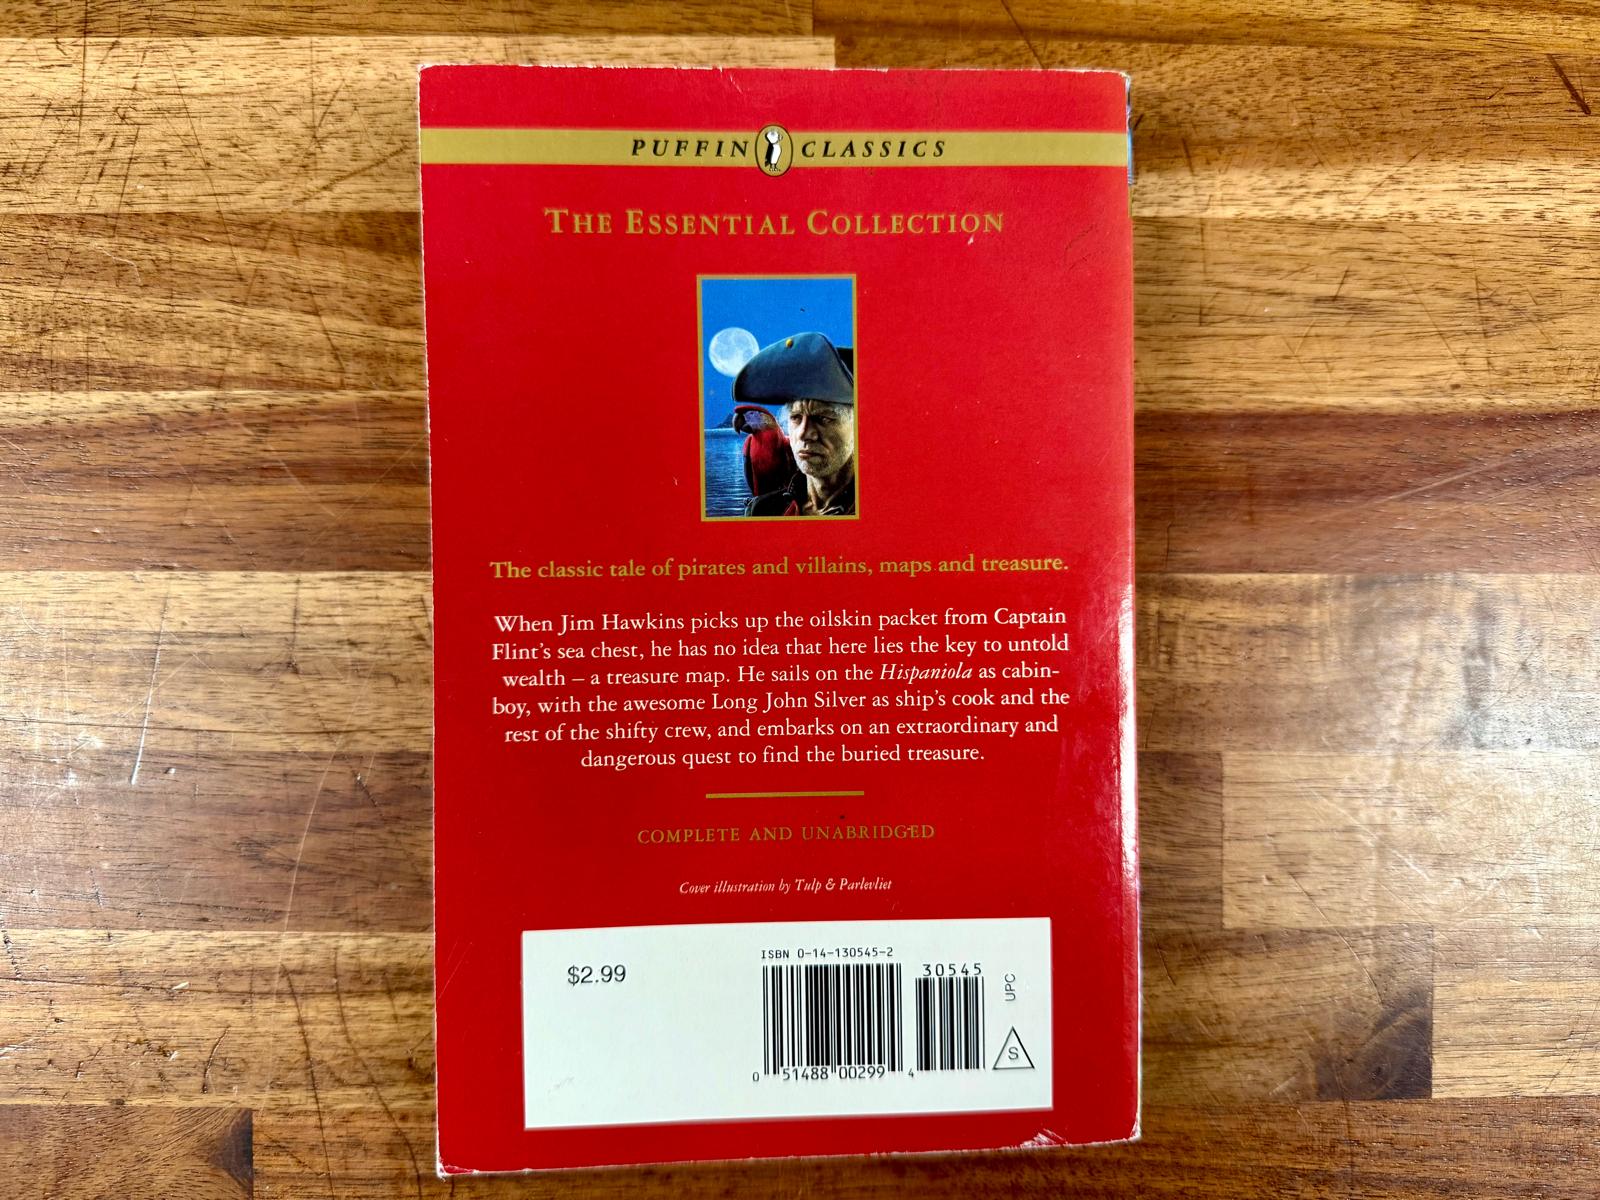 PUFFIN CLASSICS
THE ESSENTIAL COLLECTION
The classic tale of pirates and villains, maps and treasure.
When Jim Hawkins picks up the oilskin packet from Captain
Flint's sea chest, he has no idea that here lies the key to untold
wealth – a treasure map. He sails on the Hispaniola as cabin-
boy, with the awesome Long John Silver as ship's cook and the
rest of the shifty crew, and embarks on an extraordinary and
dangerous quest to find the buried treasure.
COMPLETE AND UNABRIDGED
Cover illustration by Tulp & Parlevliet
$2.99
ISBN 0-14-130545-2
30545
UPC
S
0 51488 00299 4